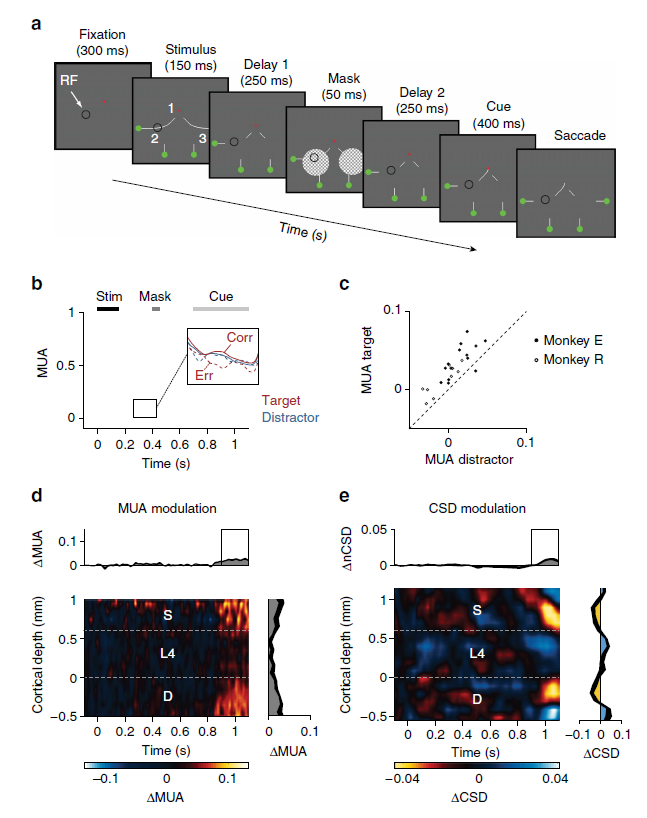 a
Fixation
(300 ms)
Stimulus
(150 ms)
Delay 1
(250 ms)
Mask
(50 ms)
Delay 2
(250 ms)
Cue
(400 ms)
Saccade
RF
1
2
3
Time (s)
b
Stim Mask Cue
1
0.5
0
MUA
Corr
Err
Target
Distractor
0 0.2 0.4 0.6 0.8 1
Time (s)
c
0.1
0
MUA target
Monkey E
Monkey R
0 0.1
MUA distractor
d
MUA modulation
0.1
0
ΔMUA
1
0.5
0
−0.5
Cortical depth (mm)
S
L4
D
0 0.2 0.4 0.6 0.8 1
Time (s)
0 0.1
ΔMUA
−0.1 0 0.1
ΔMUA
e
CSD modulation
0.05
0
ΔnCSD
1
0.5
0
−0.5
Cortical depth (mm)
S
L4
D
0 0.2 0.4 0.6 0.8 1
Time (s)
−0.1 0 0.1
ΔCSD
−0.04 0 0.04
ΔCSD